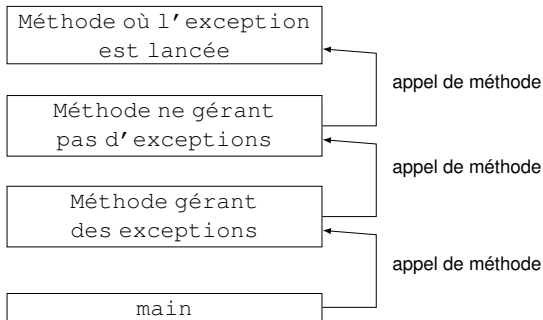 Méthode où l'exception
est lancée
appel de méthode
Méthode ne gérant
pas d'exceptions
appel de méthode
Méthode gérant
des exceptions
appel de méthode
main